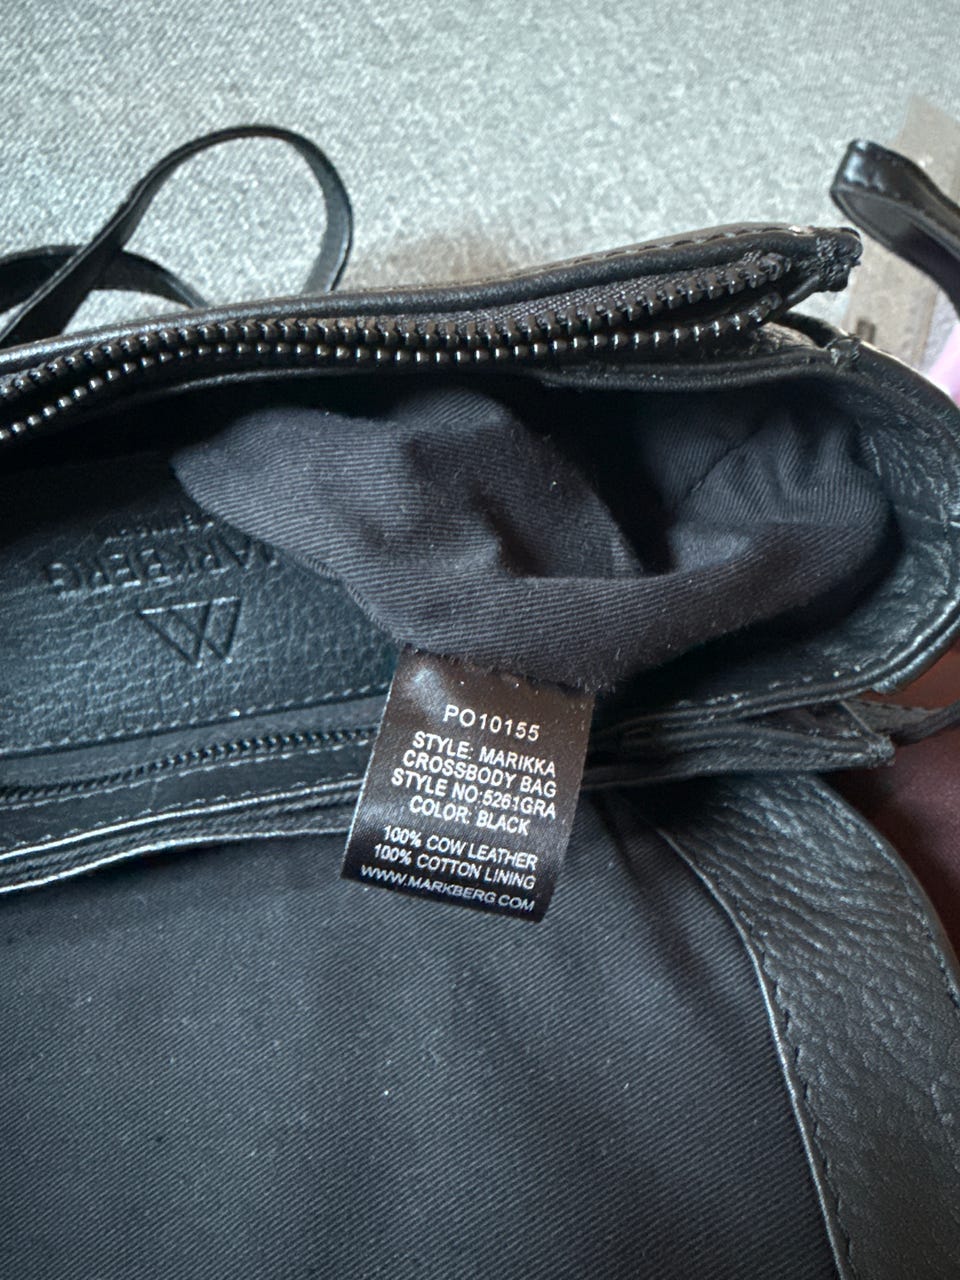 MARKBERG
PO10155
STYLE: MARIKKA
CROSSBODY BAG
STYLE NO:5261GRA
COLOR: BLACK
100% COW LEATHER
100% COTTON LINING
WWW.MARKBERG.COM